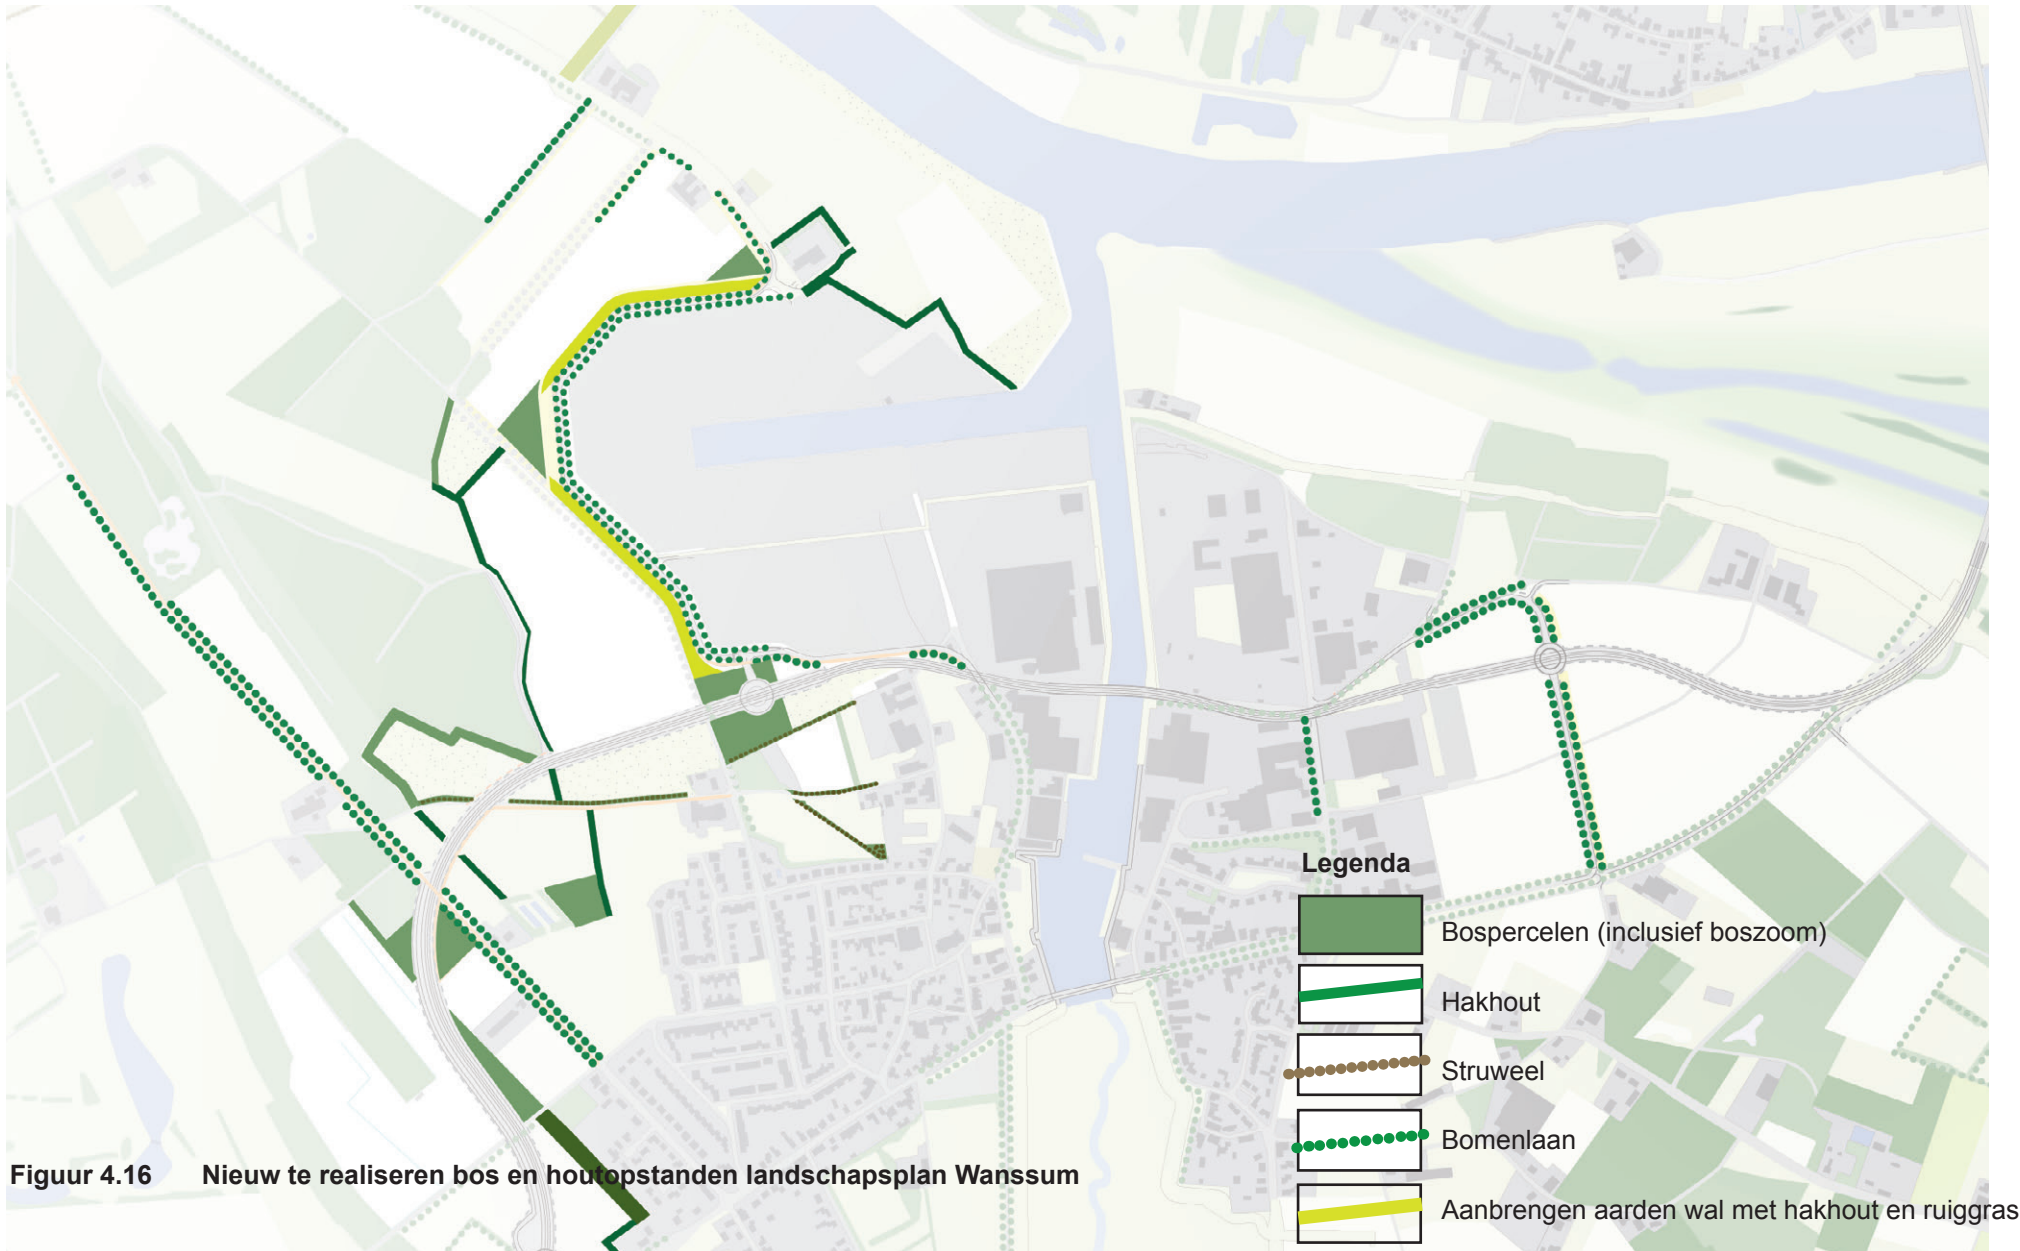 Legenda
Bospercelen (inclusief boszoom)
Hakhout
Struweel
Bomenlaan
Aanbrengen aarden wal met hakhout en ruiggras
Figuur 4.16 Nieuw te realiseren bos en houtopstanden landschapsplan Wanssum